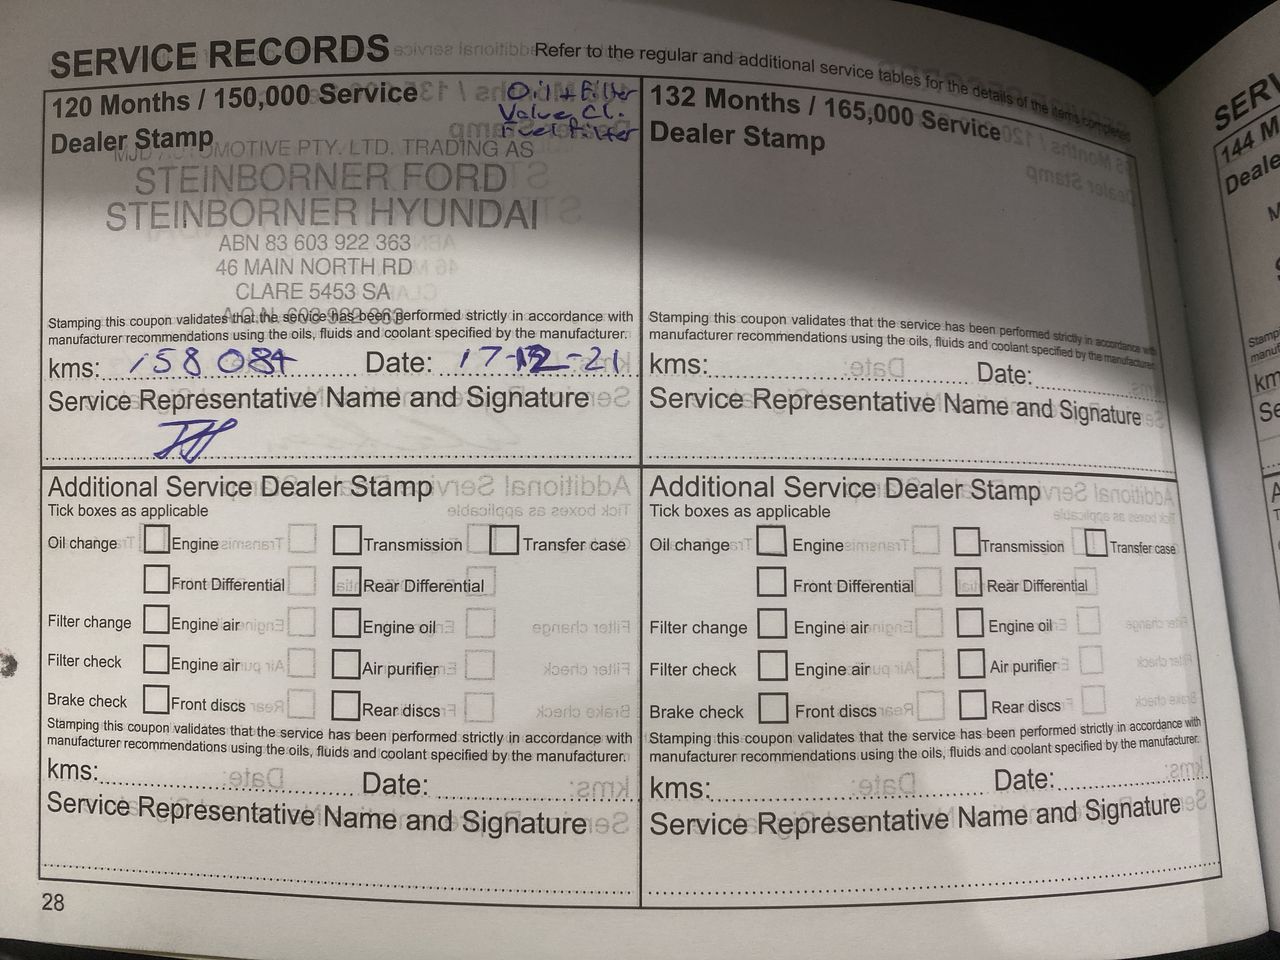 SERVICE RECORDS
Refer to the regular and additional service tables for the details of the items completed
120 Months / 150,000 Service
Oil + Filter
Valve Cl.
Fuel Filter
Dealer Stamp
MJD AUTOMOTIVE PTY. LTD. TRADING AS
STEINBORNER FORD
STEINBORNER HYUNDAI
ABN 83 603 922 363
46 MAIN NORTH RD
CLARE 5453 SA
A.C.N. 603 922 363
Stamping this coupon validates that the service has been performed strictly in accordance with
manufacturer recommendations using the oils, fluids and coolant specified by the manufacturer.
kms: 158 084 Date: 17-12-21
Service Representative Name and Signature
132 Months / 165,000 Service
Dealer Stamp
Stamping this coupon validates that the service has been performed strictly in accordance with
manufacturer recommendations using the oils, fluids and coolant specified by the manufacturer.
kms: Date:
Service Representative Name and Signature
Additional Service Dealer Stamp
Tick boxes as applicable
Oil change Engine Transmission Transfer case
Front Differential Rear Differential
Filter change Engine air Engine oil
Filter check Engine air Air purifier
Brake check Front discs Rear discs
Stamping this coupon validates that the service has been performed strictly in accordance with
manufacturer recommendations using the oils, fluids and coolant specified by the manufacturer.
kms: Date:
Service Representative Name and Signature
Additional Service Dealer Stamp
Tick boxes as applicable
Oil change Engine Transmission Transfer case
Front Differential Rear Differential
Filter change Engine air Engine oil
Filter check Engine air Air purifier
Brake check Front discs Rear discs
Stamping this coupon validates that the service has been performed strictly in accordance with
manufacturer recommendations using the oils, fluids and coolant specified by the manufacturer.
kms: Date:
Service Representative Name and Signature
28
144 M